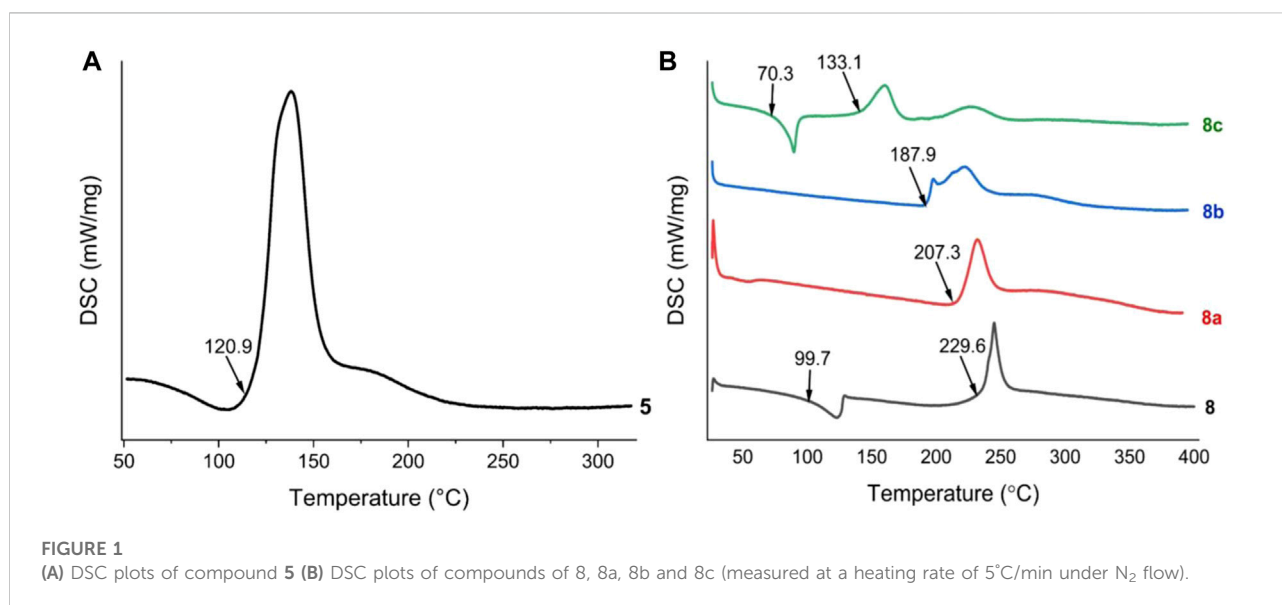 A
DSC (mW/mg)
120.9
5
50 100 150 200 250 300
Temperature (°C)
B
DSC (mW/mg)
70.3 133.1
8c
187.9
8b
207.3
8a
99.7 229.6
8
50 100 150 200 250 300 350 400
Temperature (°C)
FIGURE 1
(A) DSC plots of compound 5 (B) DSC plots of compounds of 8, 8a, 8b and 8c (measured at a heating rate of 5°C/min under N₂ flow).